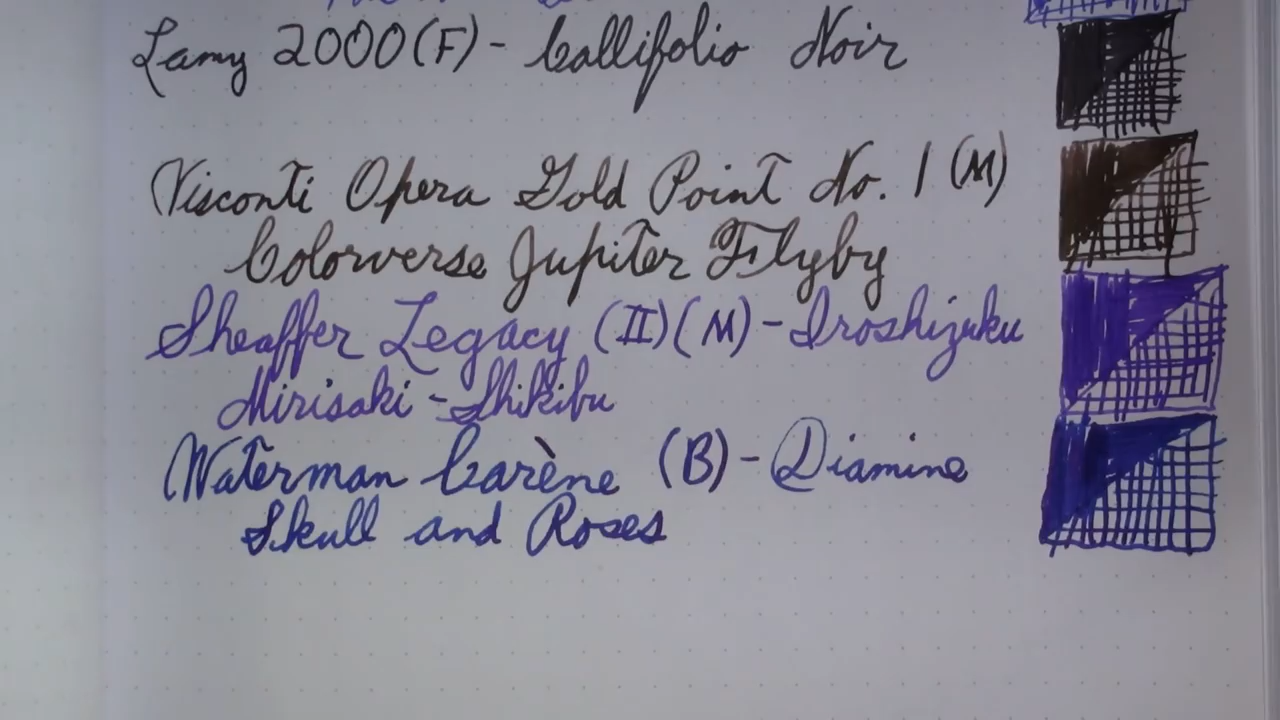 Lamy 2000 (F) - Callifolio Noir
Visconti Opera Gold Point No. 1 (M)
Colorverse Jupiter Flyby
Sheaffer Legacy (II) (M) - Iroshizuku
Mirisaki - Shikibu
Waterman Carène (B) - Diamine
Skull and Roses